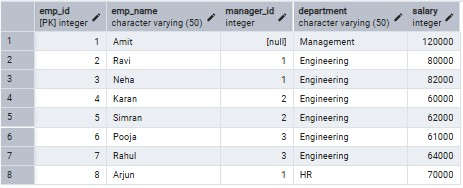 emp_id emp_name manager_id department salary
[PK] integer character varying (50) integer character varying (50) integer
1 1 Amit [null] Management 120000
2 2 Ravi 1 Engineering 80000
3 3 Neha 1 Engineering 82000
4 4 Karan 2 Engineering 60000
5 5 Simran 2 Engineering 62000
6 6 Pooja 3 Engineering 61000
7 7 Rahul 3 Engineering 64000
8 8 Arjun 1 HR 70000